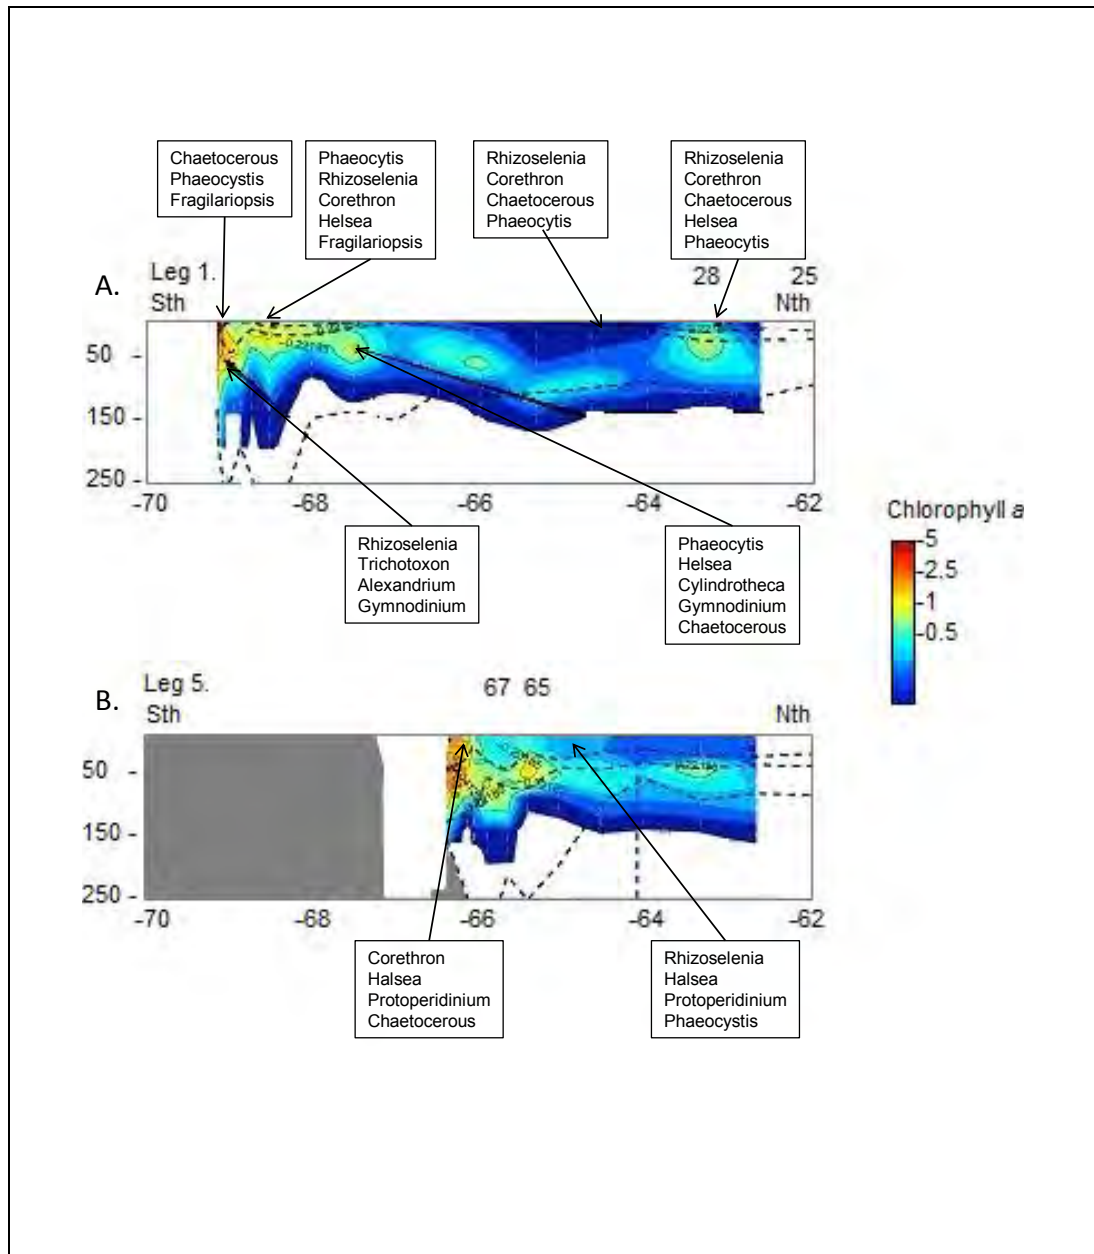 Chaetocerous
Phaeocystis
Fragilariopsis
Phaeocytis
Rhizoselenia
Corethron
Helsea
Fragilariopsis
Rhizoselenia
Corethron
Chaetocerous
Phaeocytis
Rhizoselenia
Corethron
Chaetocerous
Helsea
Phaeocytis
A.
Leg 1.
Sth
28 25
Nth
50 -
150 -
250 -
-70 -68 -66 -64 -62
Rhizoselenia
Trichotoxon
Alexandrium
Gymnodinium
Phaeocytis
Helsea
Cylindrotheca
Gymnodinium
Chaetocerous
Chlorophyll a
-5
-2.5
-1
-0.5
B.
Leg 5.
Sth
67 65
Nth
50 -
150 -
250 -
-70 -68 -66 -64 -62
Corethron
Halsea
Protoperidinium
Chaetocerous
Rhizoselenia
Halsea
Protoperidinium
Phaeocystis